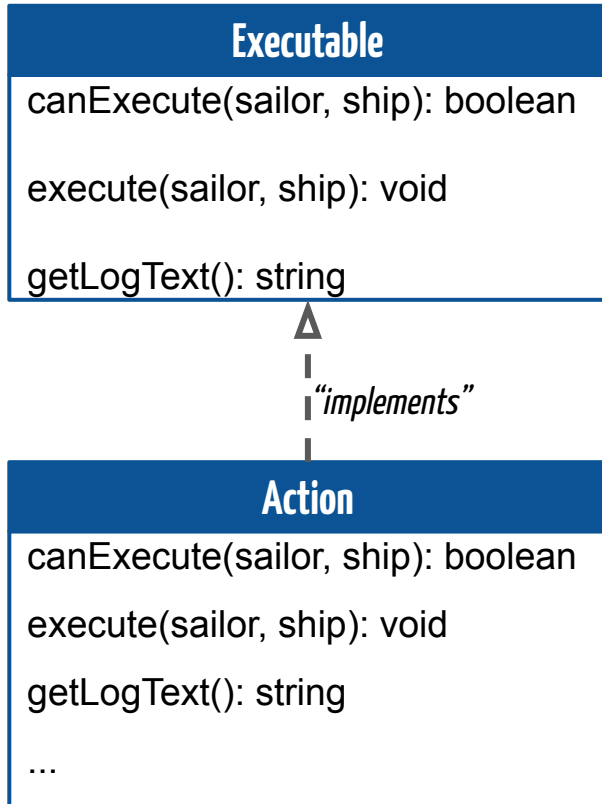 Executable
canExecute(sailor, ship): boolean
execute(sailor, ship): void
getLogText(): string
“implements”
Action
canExecute(sailor, ship): boolean
execute(sailor, ship): void
getLogText(): string
...